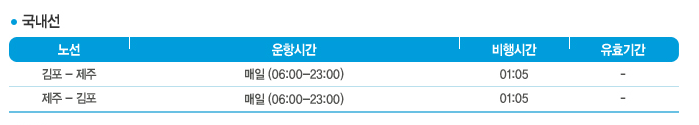 • 국내선
노선 운항시간 비행시간 유효기간
김포 – 제주 매일 (06:00~23:00) 01:05 -
제주 – 김포 매일 (06:00~23:00) 01:05 -